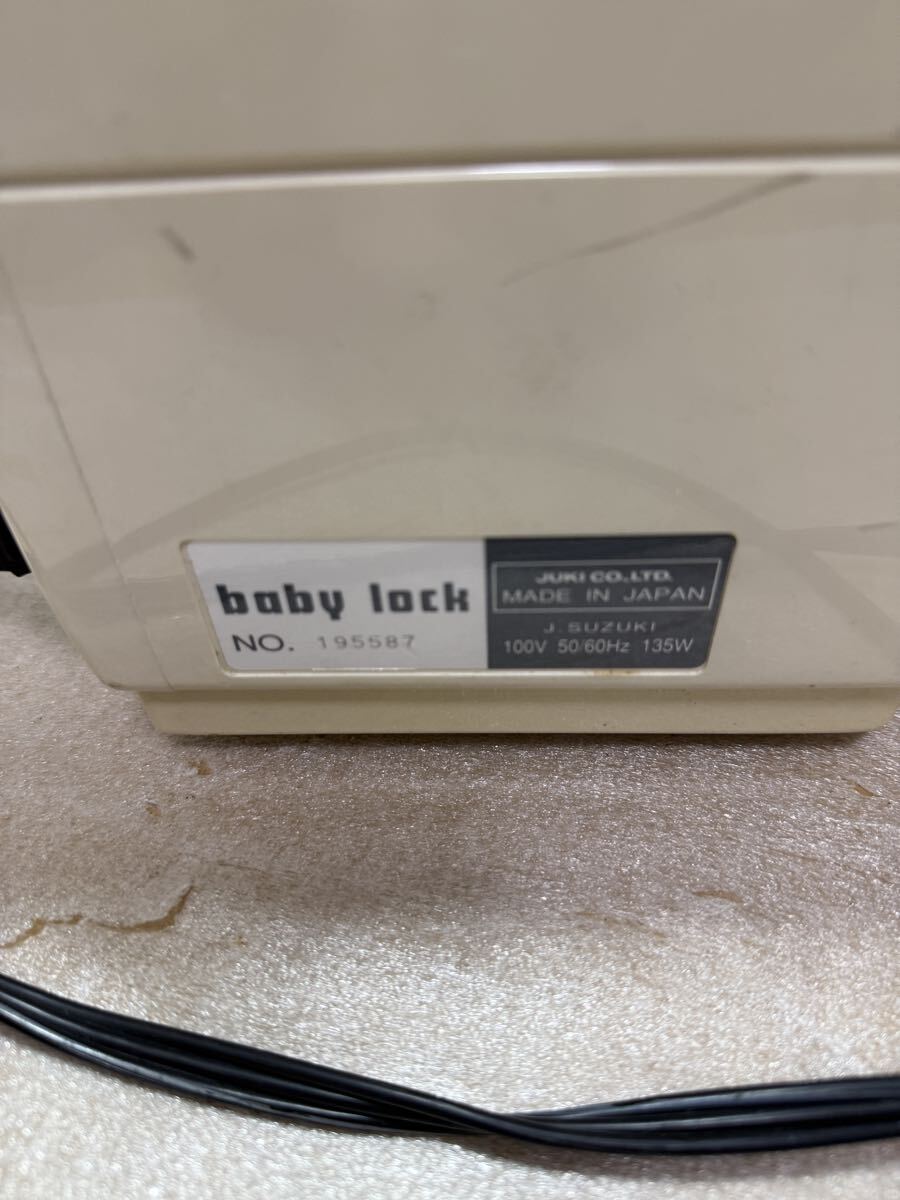 baby lock
NO. 195587
JUKI CO.,LTD.
MADE IN JAPAN
J. SUZUKI
100V 50/60Hz 135W